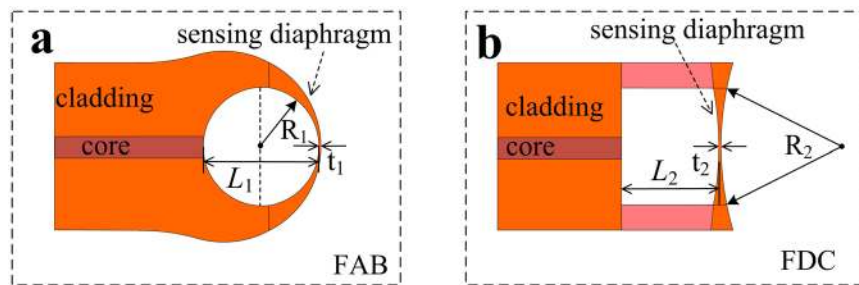 a
sensing diaphragm
cladding
core
R1
L1
t1
FAB
b
sensing diaphragm
cladding
core
L2
t2
R2
FDC